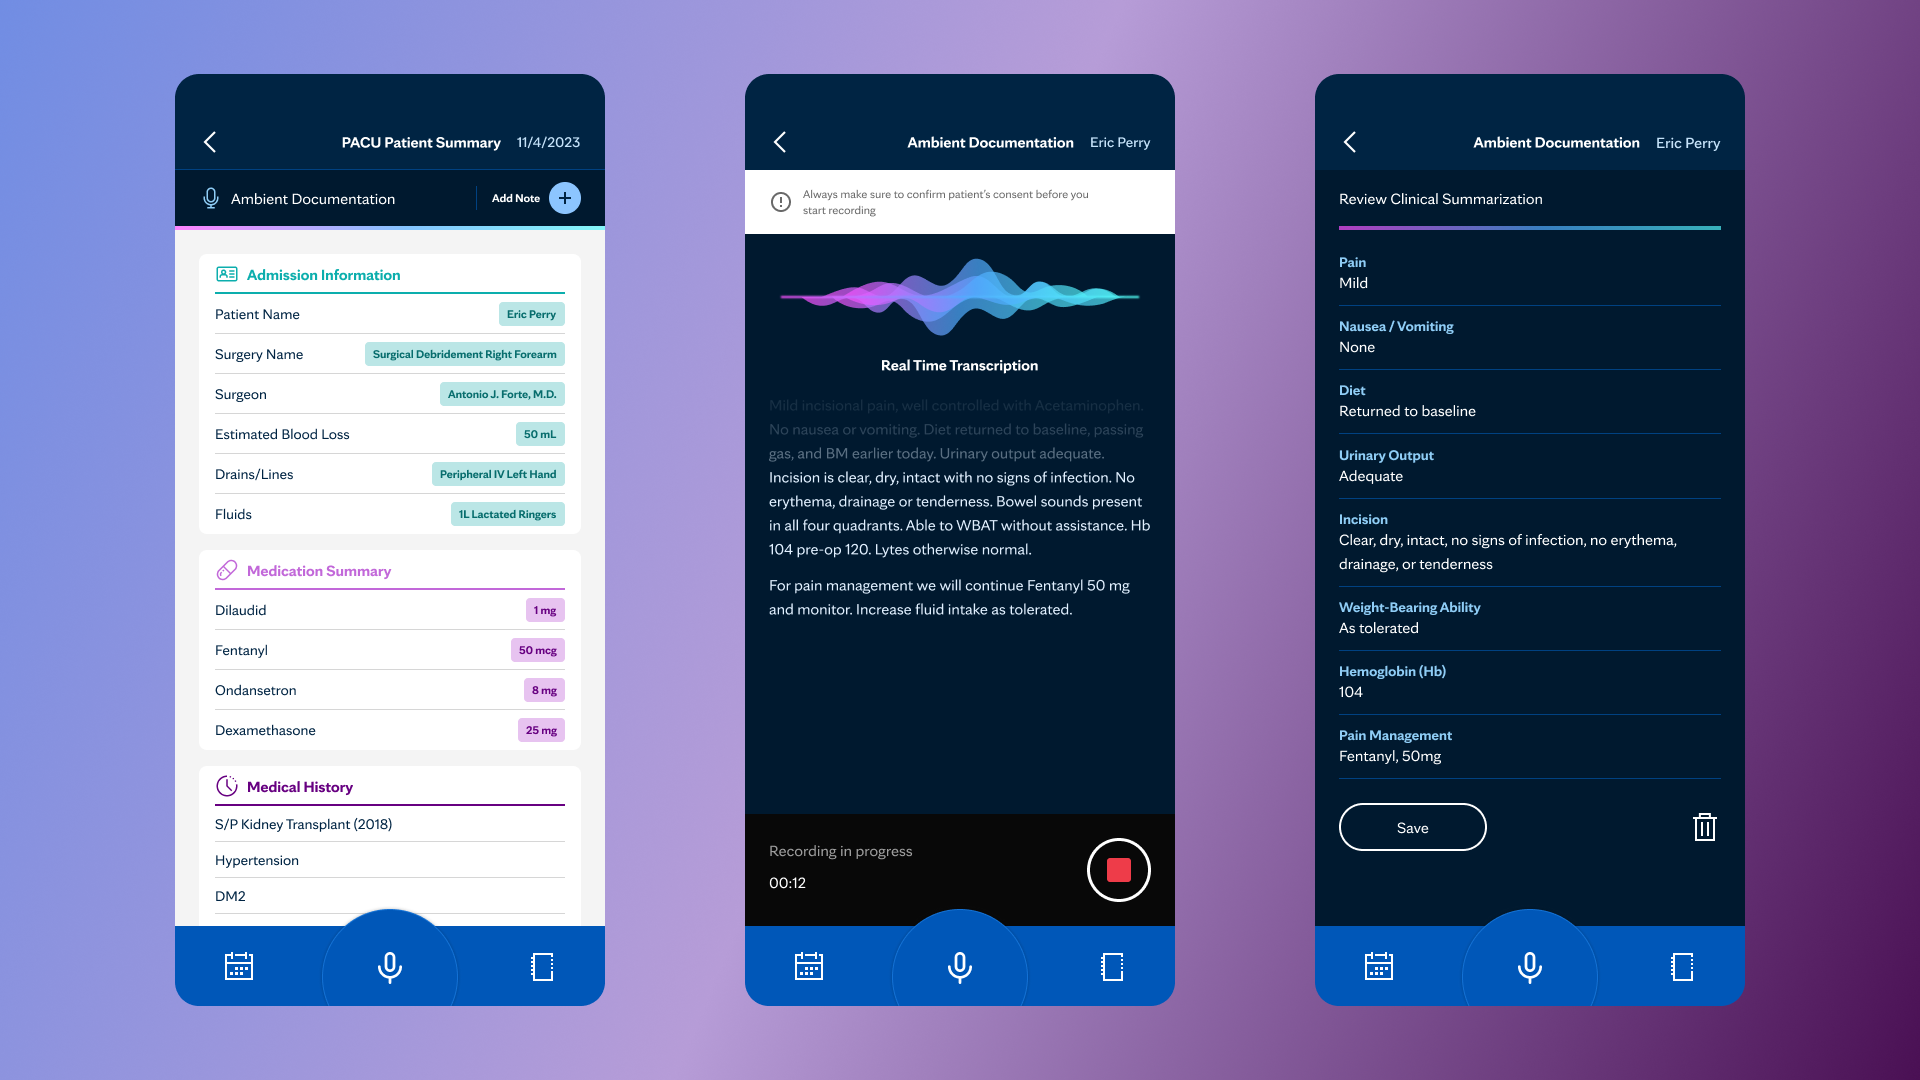 PACU Patient Summary 11/4/2023
Ambient Documentation Add Note
Admission Information
Patient Name Eric Perry
Surgery Name Surgical Debridement Right Forearm
Surgeon Antonio J. Forte, M.D.
Estimated Blood Loss 50 mL
Drains/Lines Peripheral IV Left Hand
Fluids 1L Lactated Ringers
Medication Summary
Dilaudid 1 mg
Fentanyl 50 mcg
Ondansetron 8 mg
Dexamethasone 25 mg
Medical History
S/P Kidney Transplant (2018)
Hypertension
DM2
Ambient Documentation Eric Perry
Always make sure to confirm patient's consent before you
start recording
Real Time Transcription
Mild incisional pain, well controlled with Acetaminophen.
No nausea or vomiting. Diet returned to baseline, passing
gas, and BM earlier today. Urinary output adequate.
Incision is clear, dry, intact with no signs of infection. No
erythema, drainage or tenderness. Bowel sounds present
in all four quadrants. Able to WBAT without assistance. Hb
104 pre-op 120. Lytes otherwise normal.
For pain management we will continue Fentanyl 50 mg
and monitor. Increase fluid intake as tolerated.
Recording in progress
00:12
Ambient Documentation Eric Perry
Review Clinical Summarization
Pain
Mild
Nausea / Vomiting
None
Diet
Returned to baseline
Urinary Output
Adequate
Incision
Clear, dry, intact, no signs of infection, no erythema,
drainage, or tenderness
Weight-Bearing Ability
As tolerated
Hemoglobin (Hb)
104
Pain Management
Fentanyl, 50mg
Save